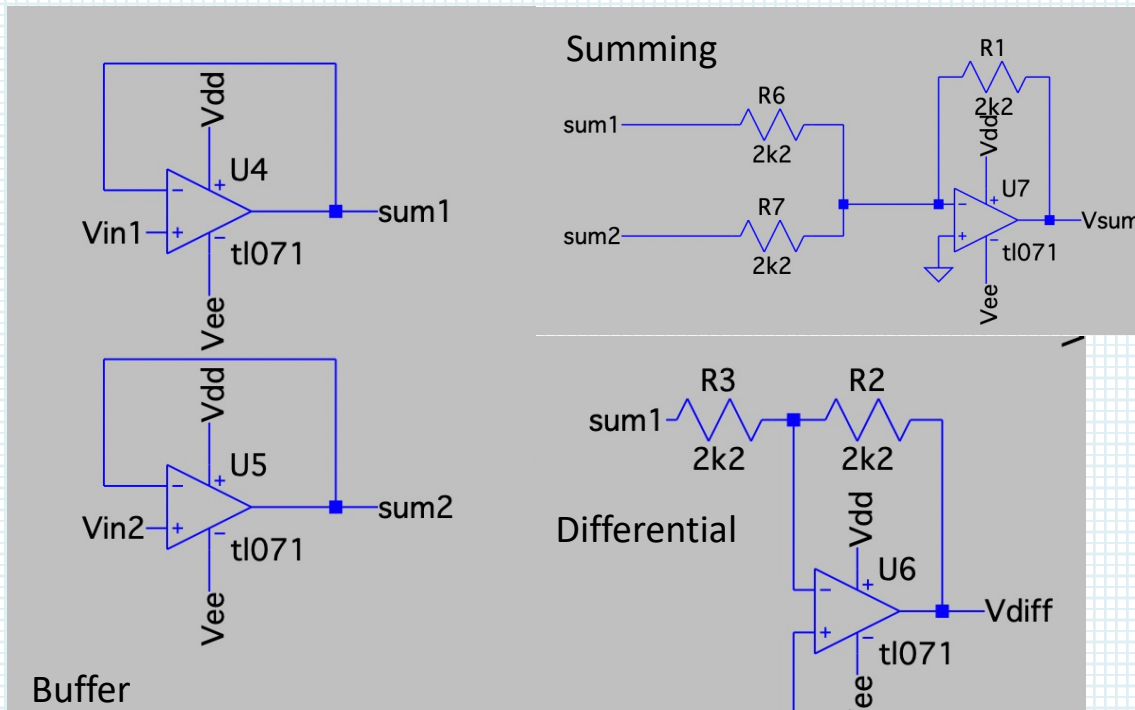 Vdd
U4
+
−
Vin1
+
sum1
−
tl071
Vee
Vdd
U5
+
−
Vin2
+
sum2
−
tl071
Vee
Buffer
Summing
R1
2k2
R6
sum1
2k2
Vdd
U7
+
−
R7
sum2
2k2
+
Vsum
−
tl071
Vee
R3
R2
sum1
2k2
2k2
Differential
Vdd
U6
+
−
Vdiff
+
−
tl071